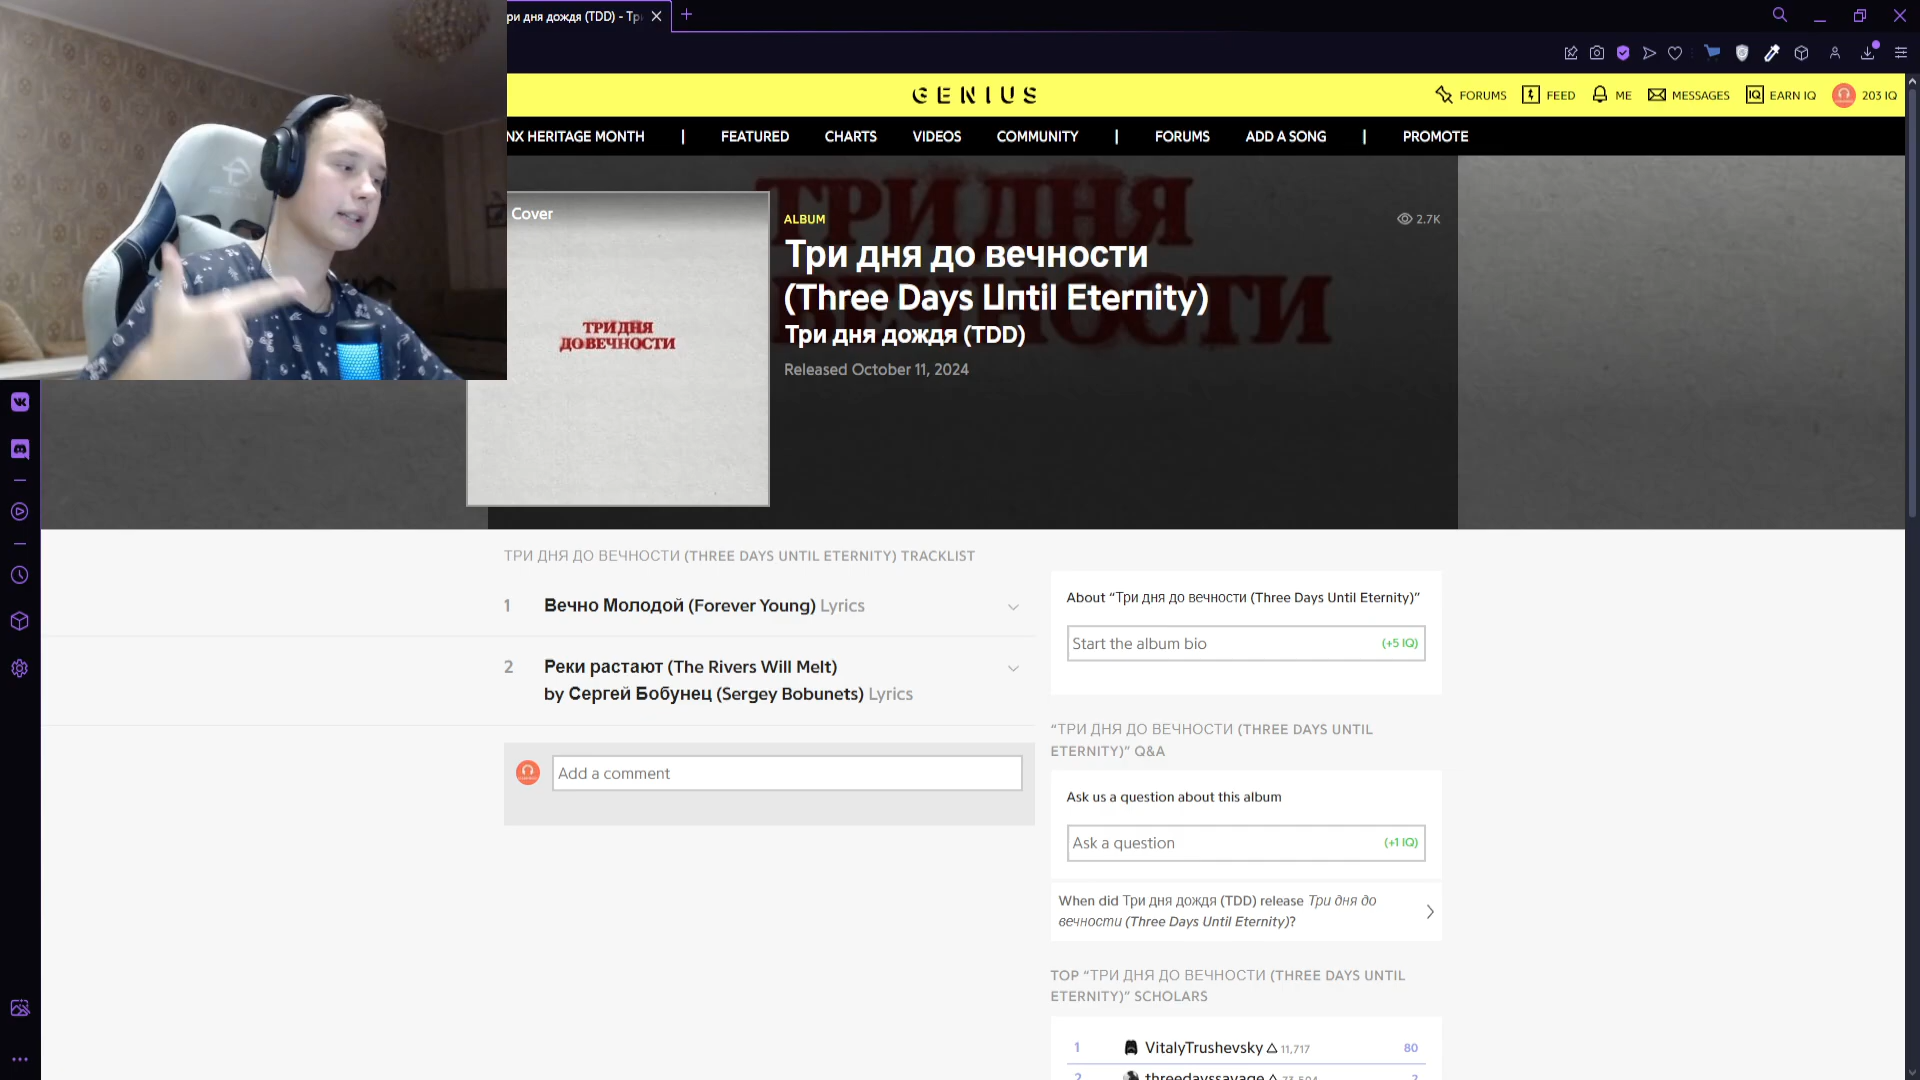 ри дня дождя (TDD) - Тр
GENIUS
FORUMS
FEED
ME
MESSAGES
IQ
EARN IQ
203 IQ
NX HERITAGE MONTH
|
FEATURED
CHARTS
VIDEOS
COMMUNITY
|
FORUMS
ADD A SONG
|
PROMOTE
Cover
ТРИ ДНЯ
ДО ВЕЧНОСТИ
ТРИ ДНЯ
ВЕЧНОСТИ
ALBUM
2.7K
Три дня до вечности
(Three Days Until Eternity)
Три дня дождя (TDD)
Released October 11, 2024
ТРИ ДНЯ ДО ВЕЧНОСТИ (THREE DAYS UNTIL ETERNITY) TRACKLIST
1 Вечно Молодой (Forever Young) Lyrics
2 Реки растают (The Rivers Will Melt)
by Сергей Бобунец (Sergey Bobunets) Lyrics
Add a comment
About “Три дня до вечности (Three Days Until Eternity)”
Start the album bio (+5 IQ)
“ТРИ ДНЯ ДО ВЕЧНОСТИ (THREE DAYS UNTIL
ETERNITY)” Q&A
Ask us a question about this album
Ask a question (+1 IQ)
When did Три дня дождя (TDD) release Три дня до
вечности (Three Days Until Eternity)?
TOP “ТРИ ДНЯ ДО ВЕЧНОСТИ (THREE DAYS UNTIL
ETERNITY)” SCHOLARS
1 VitalyTrushevsky 11,717 80
2 threedayssavage